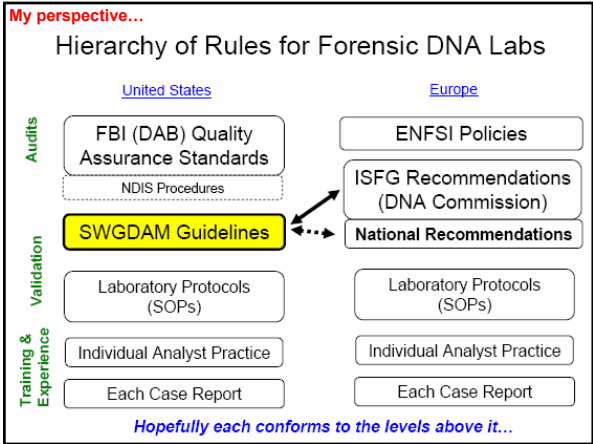 My perspective…
Hierarchy of Rules for Forensic DNA Labs
United States
Europe
Audits
FBI (DAB) Quality
Assurance Standards
NDIS Procedures
ENFSI Policies
ISFG Recommendations
(DNA Commission)
SWGDAM Guidelines
National Recommendations
Validation
Laboratory Protocols
(SOPs)
Laboratory Protocols
(SOPs)
Training &
Experience
Individual Analyst Practice
Individual Analyst Practice
Each Case Report
Each Case Report
Hopefully each conforms to the levels above it…